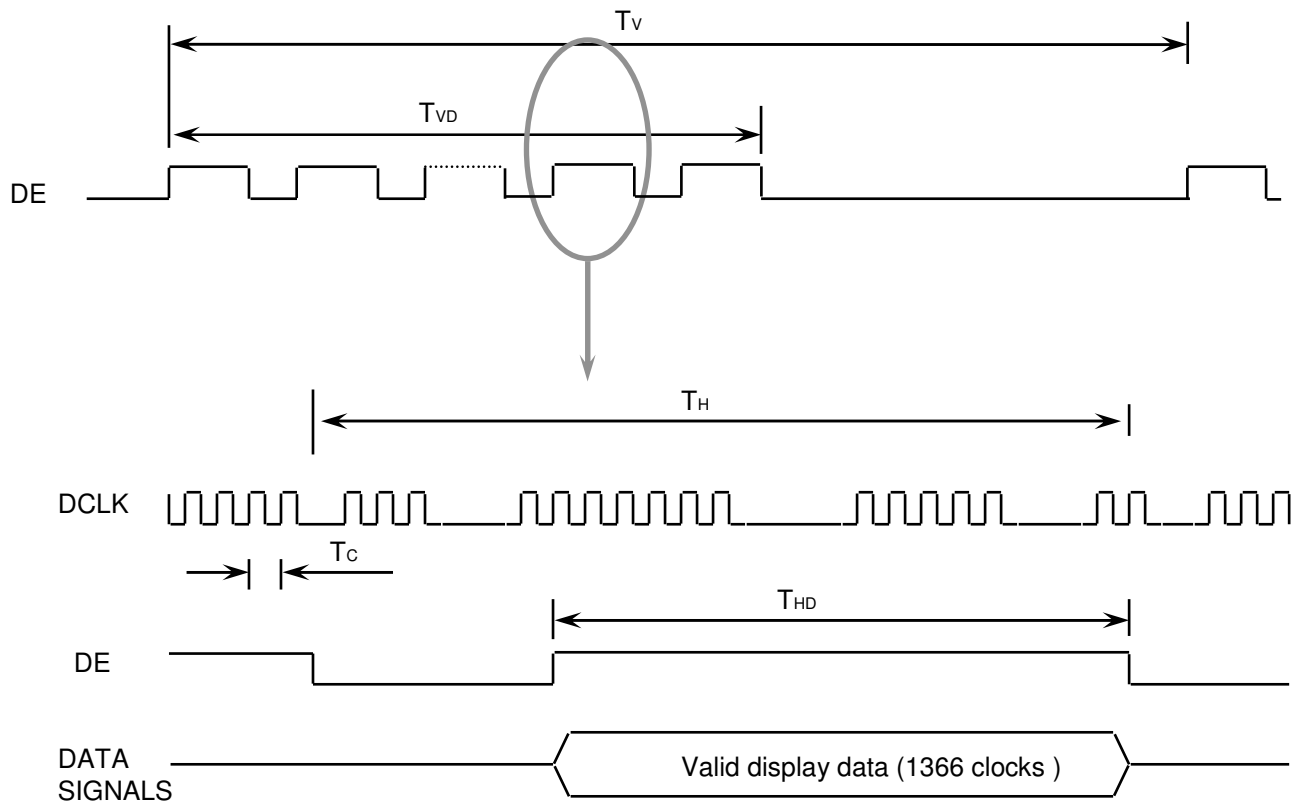 TV
TVD
DE
TH
DCLK
TC
THD
DE
DATA
SIGNALS
Valid display data (1366 clocks )